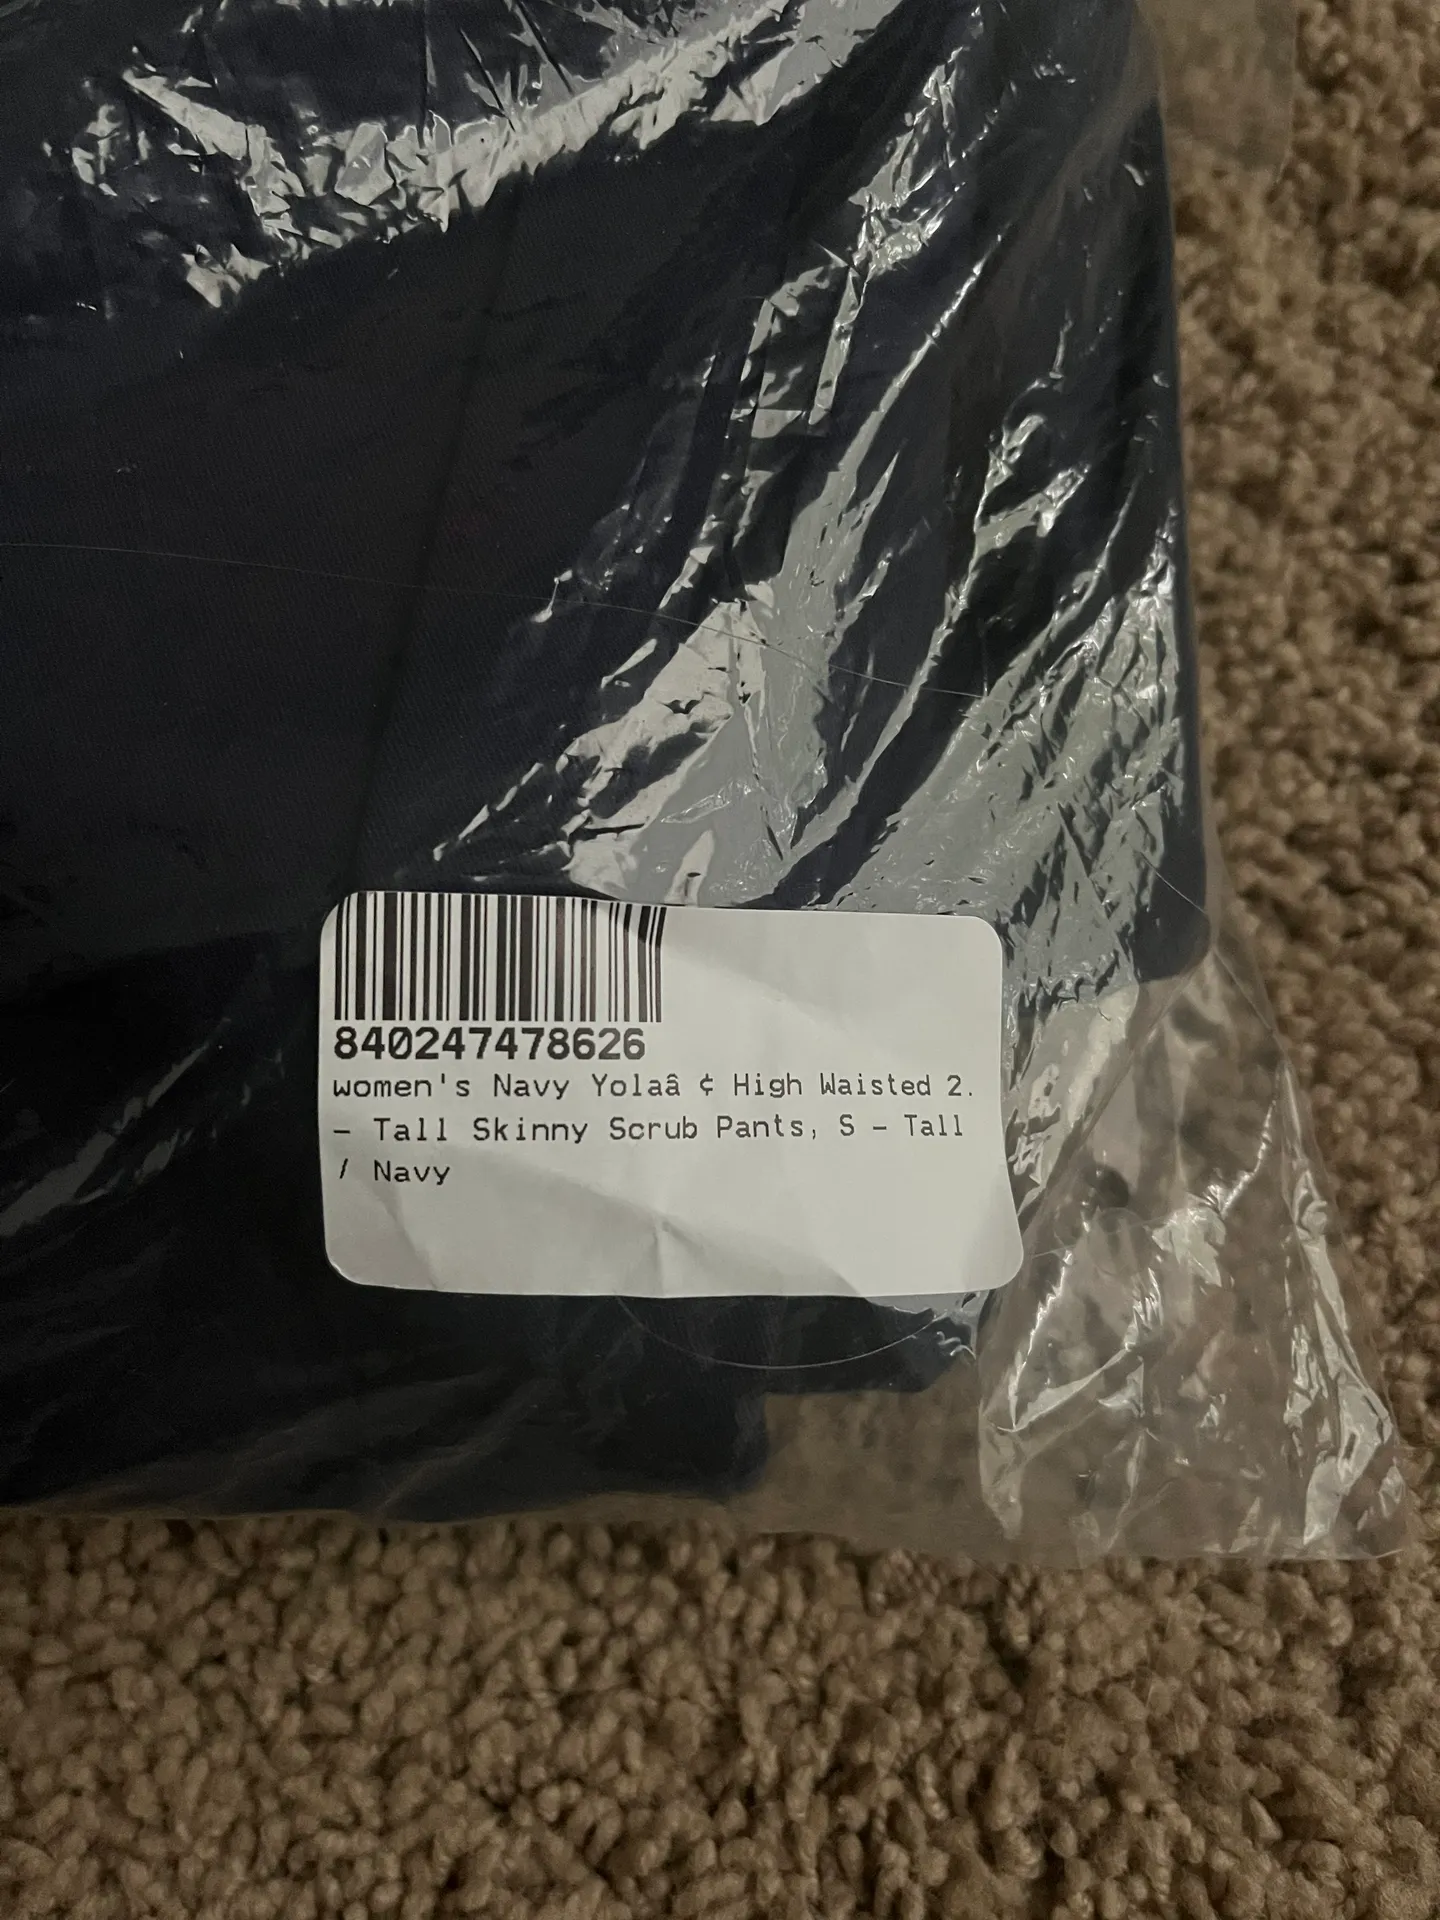 840247478626
women's Navy Yolaâ ¢ High Waisted 2.
- Tall Skinny Scrub Pants, S - Tall
/ Navy